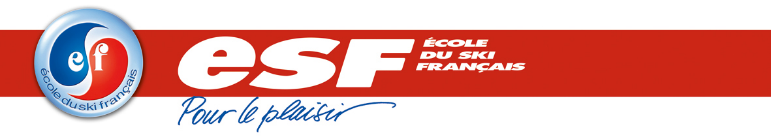 ef
école du ski français
esf
ÉCOLE
DU SKI
FRANÇAIS
Pour le plaisir